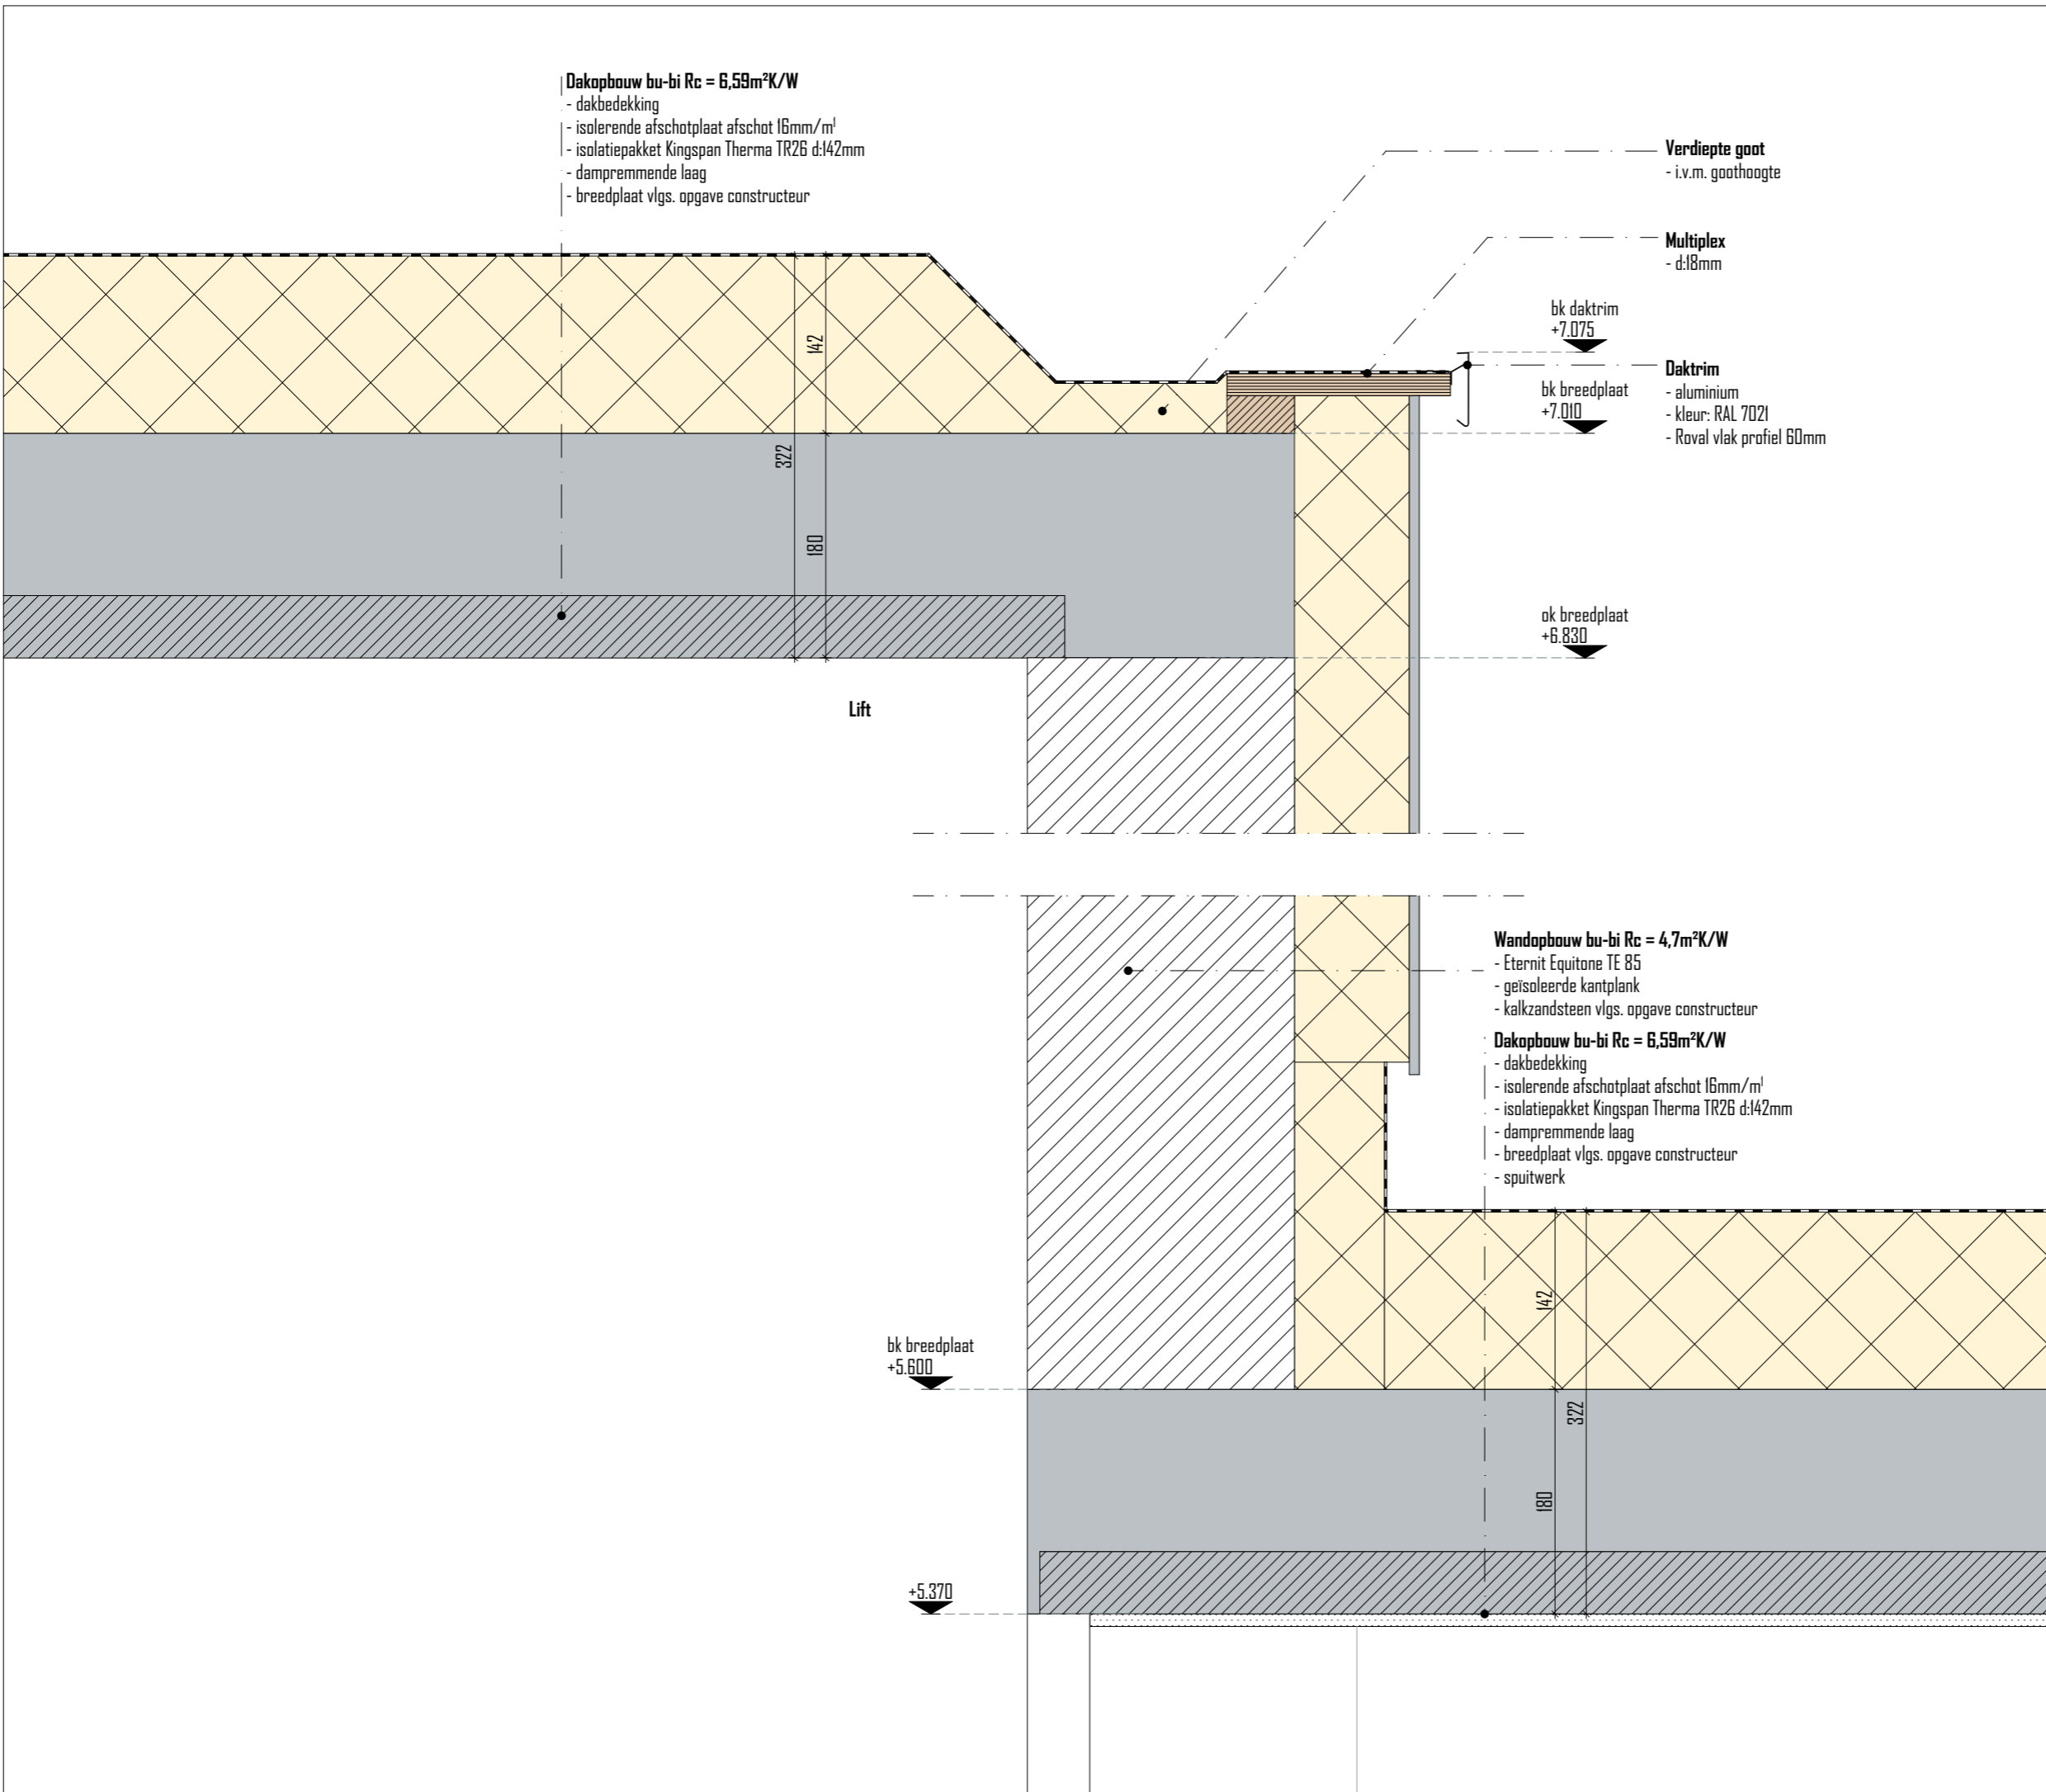 Dakopbouw bu-bi Rc = 6,59m²K/W
- dakbedekking
- isolerende afschotplaat afschot 16mm/m¹
- isolatiepakket Kingspan Therma TR26 d:142mm
- dampremmende laag
- breedplaat vlgs. opgave constructeur
Verdiepte goot
- i.v.m. goothoogte
Multiplex
- d:18mm
bk daktrim
+7.075
Daktrim
- aluminium
- kleur: RAL 7021
- Roval vlak profiel 60mm
bk breedplaat
+7.010
142
322
180
ok breedplaat
+6.830
Lift
Wandopbouw bu-bi Rc = 4,7m²K/W
- Eternit Equitone TE 85
- geïsoleerde kantplank
- kalkzandsteen vlgs. opgave constructeur
Dakopbouw bu-bi Rc = 6,59m²K/W
- dakbedekking
- isolerende afschotplaat afschot 16mm/m¹
- isolatiepakket Kingspan Therma TR26 d:142mm
- dampremmende laag
- breedplaat vlgs. opgave constructeur
- spuitwerk
142
322
180
bk breedplaat
+5.600
+5.370